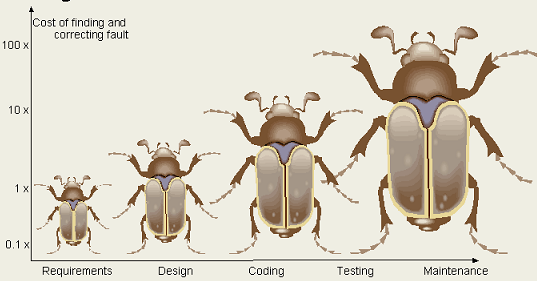 Cost of finding and
correcting fault
100 x
10 x
1 x
0.1 x
Requirements Design Coding Testing Maintenance